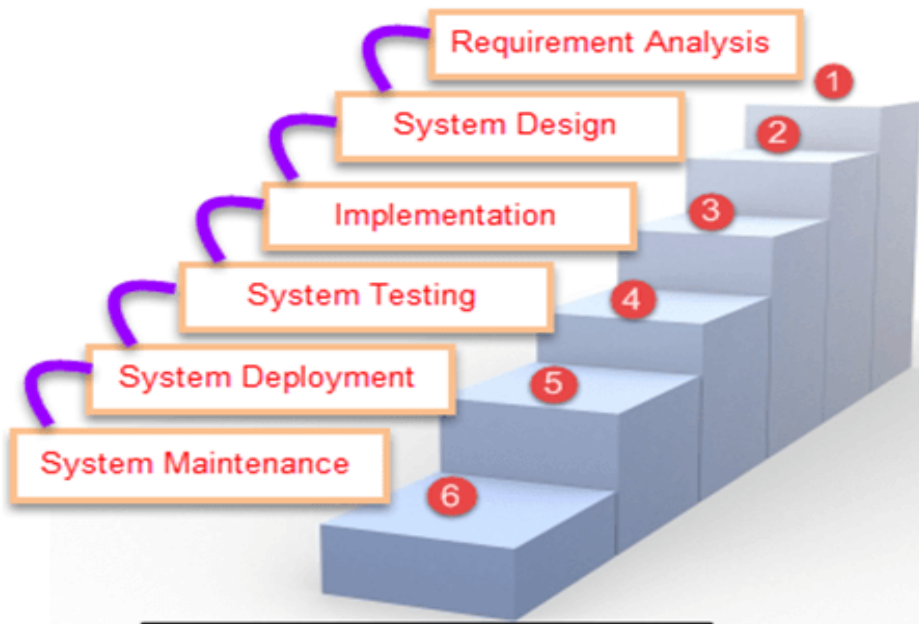 Requirement Analysis
1
System Design
2
Implementation
3
System Testing
4
System Deployment
5
System Maintenance
6